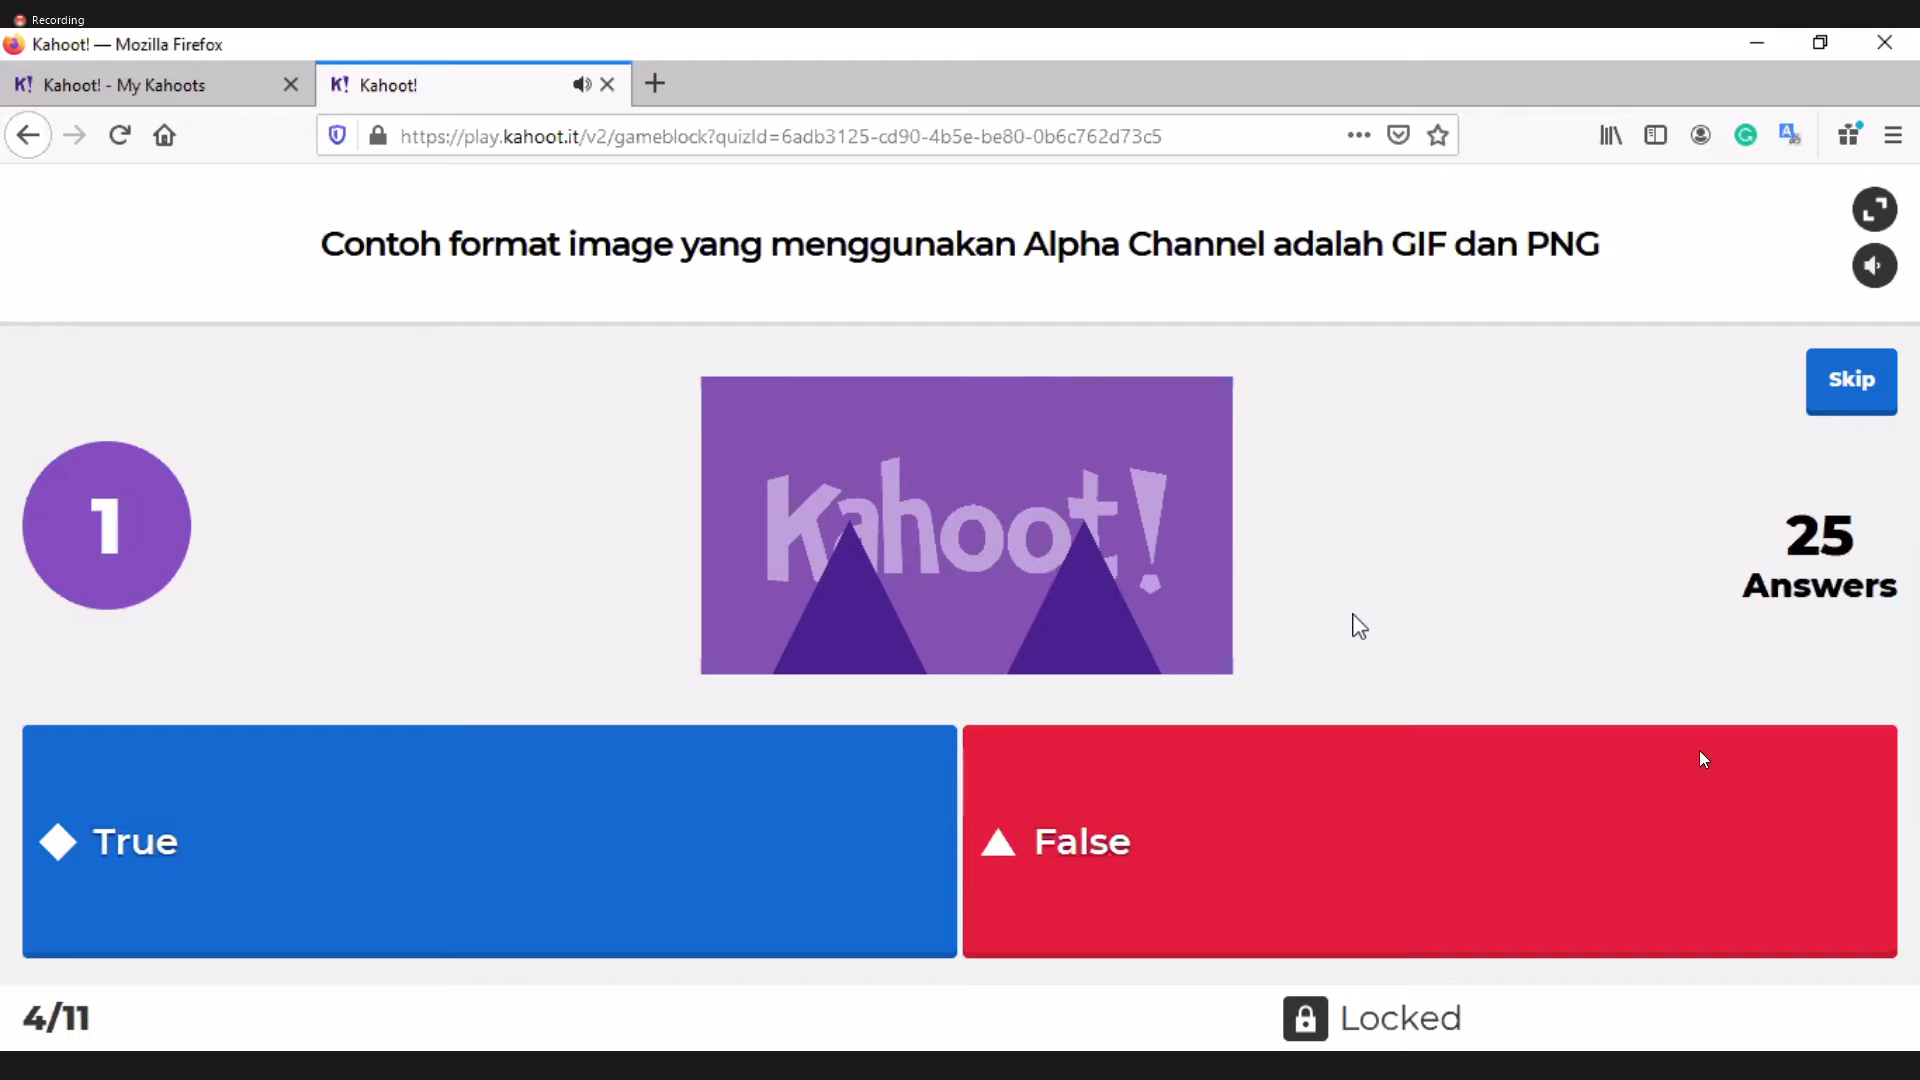 Recording
Kahoot! — Mozilla Firefox
K! Kahoot! - My Kahoots
K! Kahoot!
https://play.kahoot.it/v2/gameblock?quizId=6adb3125-cd90-4b5e-be80-0b6c762d73c5
Contoh format image yang menggunakan Alpha Channel adalah GIF dan PNG
Skip
1
Kahoot!
25
Answers
True
False
4/11
Locked